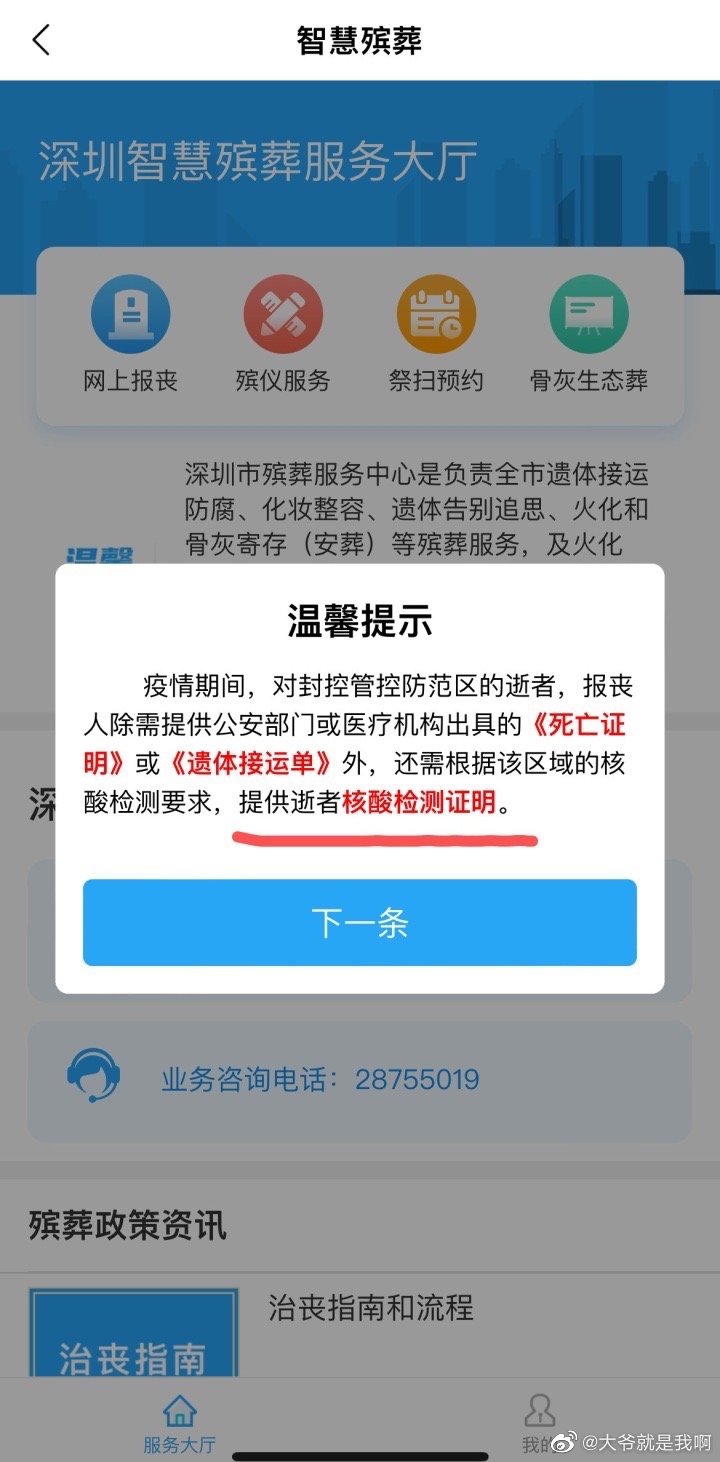 智慧殡葬
深圳智慧殡葬服务大厅
网上报丧 殡仪服务 祭扫预约 骨灰生态葬
深圳市殡葬服务中心是负责全市遗体接运
防腐、化妆整容、遗体告别追思、火化和
骨灰寄存（安葬）等殡葬服务，及火化
温馨
温馨提示
疫情期间，对封控管控防范区的逝者，报丧
人除需提供公安部门或医疗机构出具的《死亡证
明》或《遗体接运单》外，还需根据该区域的核
酸检测要求，提供逝者核酸检测证明。
深
下一条
业务咨询电话：28755019
殡葬政策资讯
治丧指南和流程
治丧指南
服务大厅
我的
@大爷就是我啊